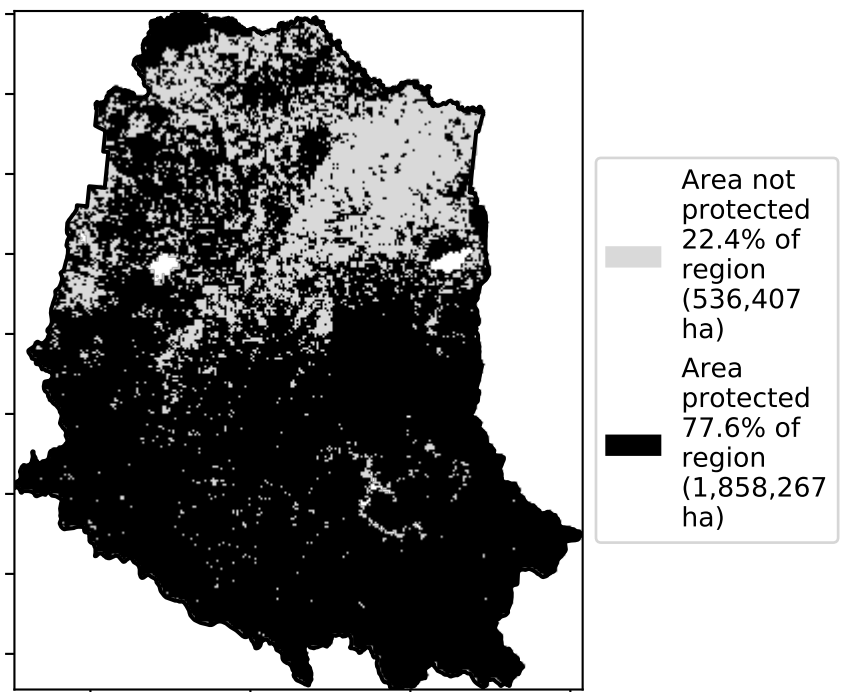 Area not
protected
22.4% of
region
(536,407
ha)
Area
protected
77.6% of
region
(1,858,267
ha)